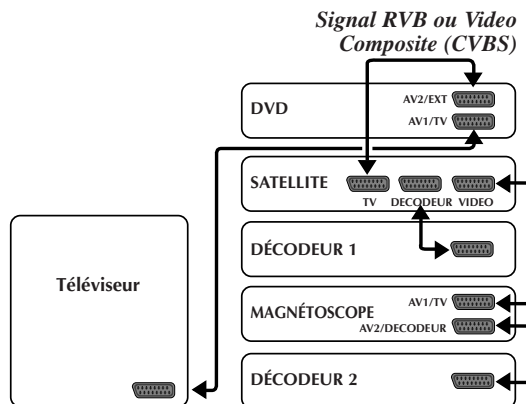 Signal RVB ou Video
Composite (CVBS)
DVD
AV2/EXT
AV1/TV
SATELLITE
TV DECODEUR VIDEO
DÉCODEUR 1
Téléviseur
MAGNÉTOSCOPE
AV1/TV
AV2/DECODEUR
DÉCODEUR 2